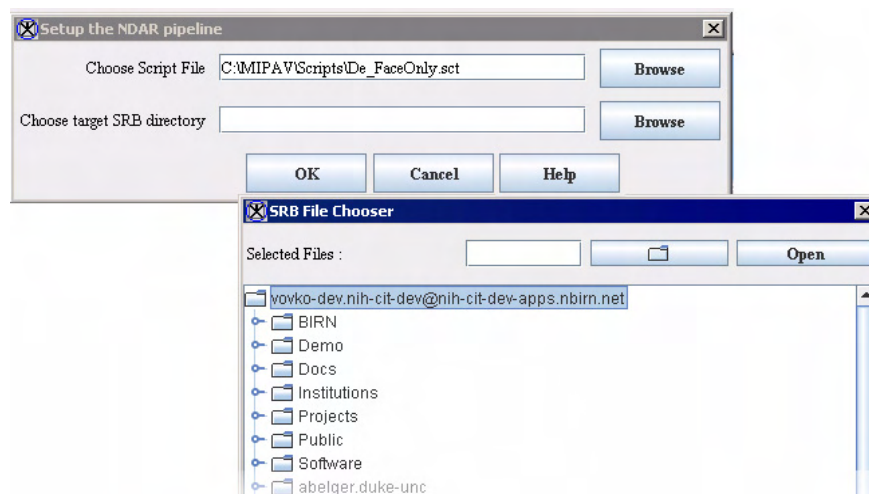 Setup the NDAR pipeline
Choose Script File C:\MIPAV\Scripts\De_FaceOnly.sct Browse
Choose target SRB directory Browse
OK Cancel Help
SRB File Chooser
Selected Files : Open
vovko-dev.nih-cit-dev@nih-cit-dev-apps.nbirn.net
BIRN
Demo
Docs
Institutions
Projects
Public
Software
abelger.duke-unc